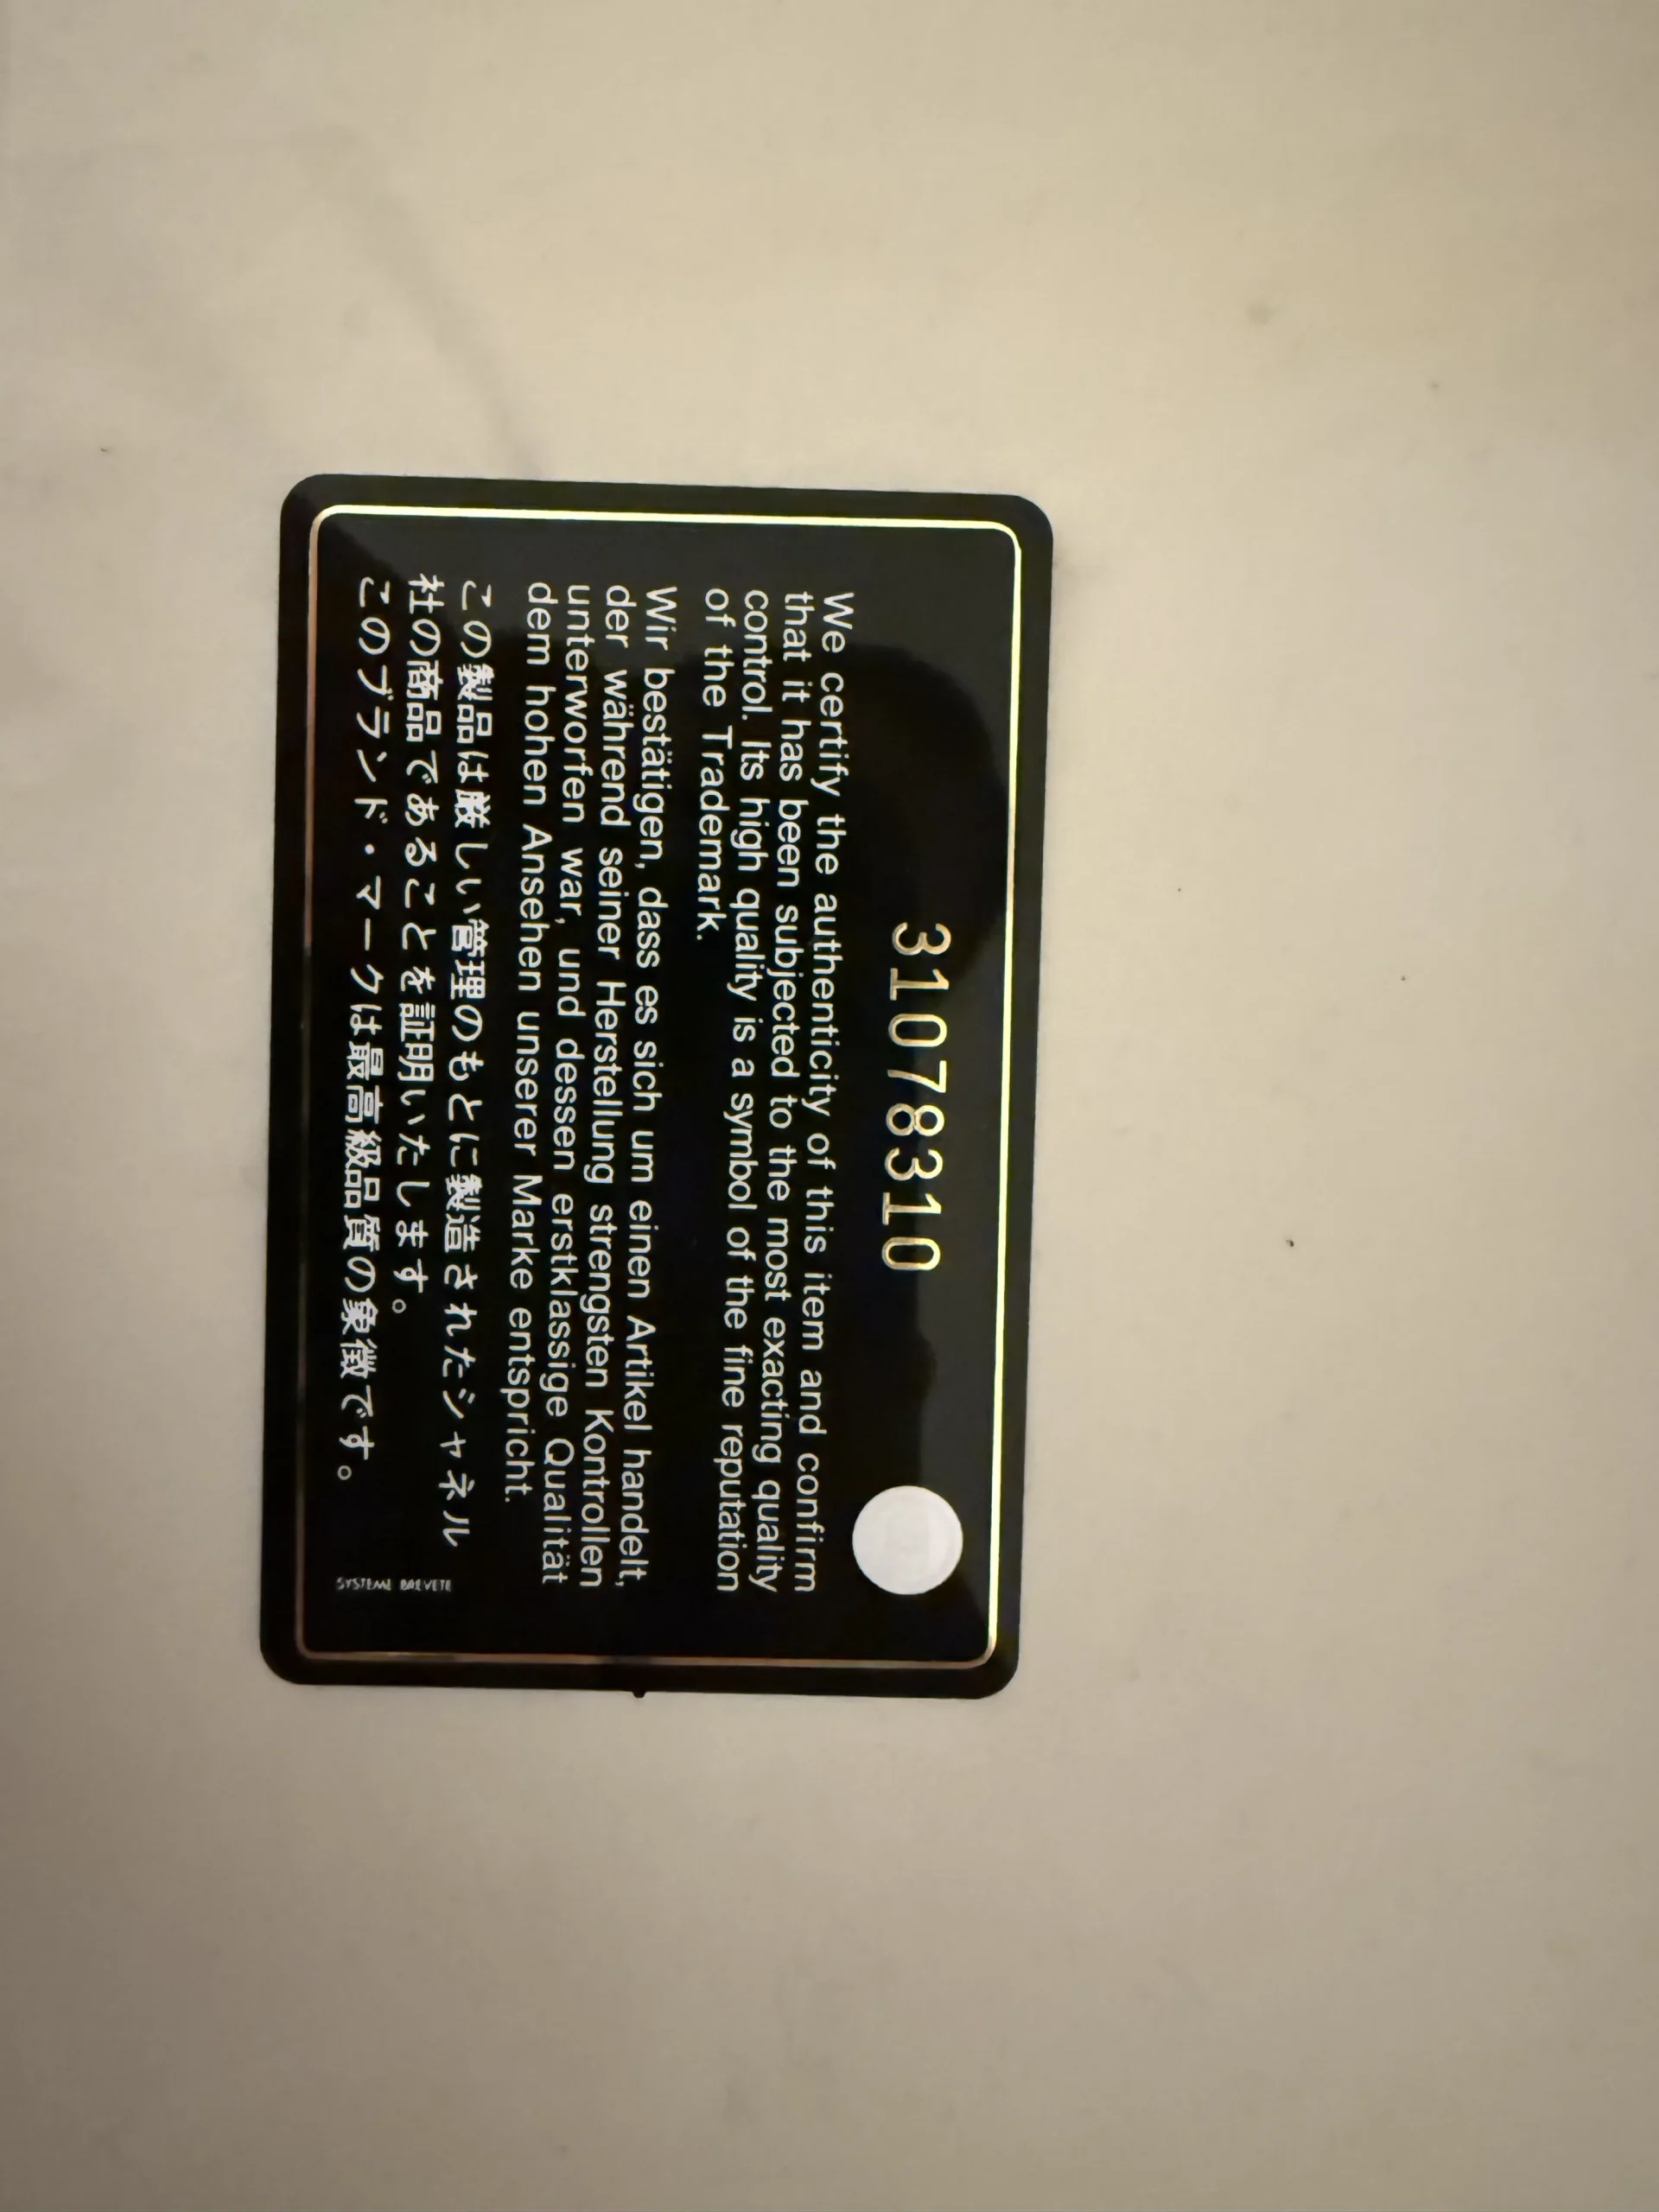 31078310
We certify the authenticity of this item and confirm
that it has been subjected to the most exacting quality
control. Its high quality is a symbol of the fine reputation
of the Trademark.
Wir bestätigen, dass es sich um einen Artikel handelt,
der während seiner Herstellung strengsten Kontrollen
unterworfen war, und dessen erstklassige Qualität
dem hohen Ansehen unserer Marke entspricht.
この製品は厳しい管理のもとに製造されたシャネル
社の商品であることを証明いたします。
このブランド・マークは最高級品質の象徴です。
SYSTEME BREVETE